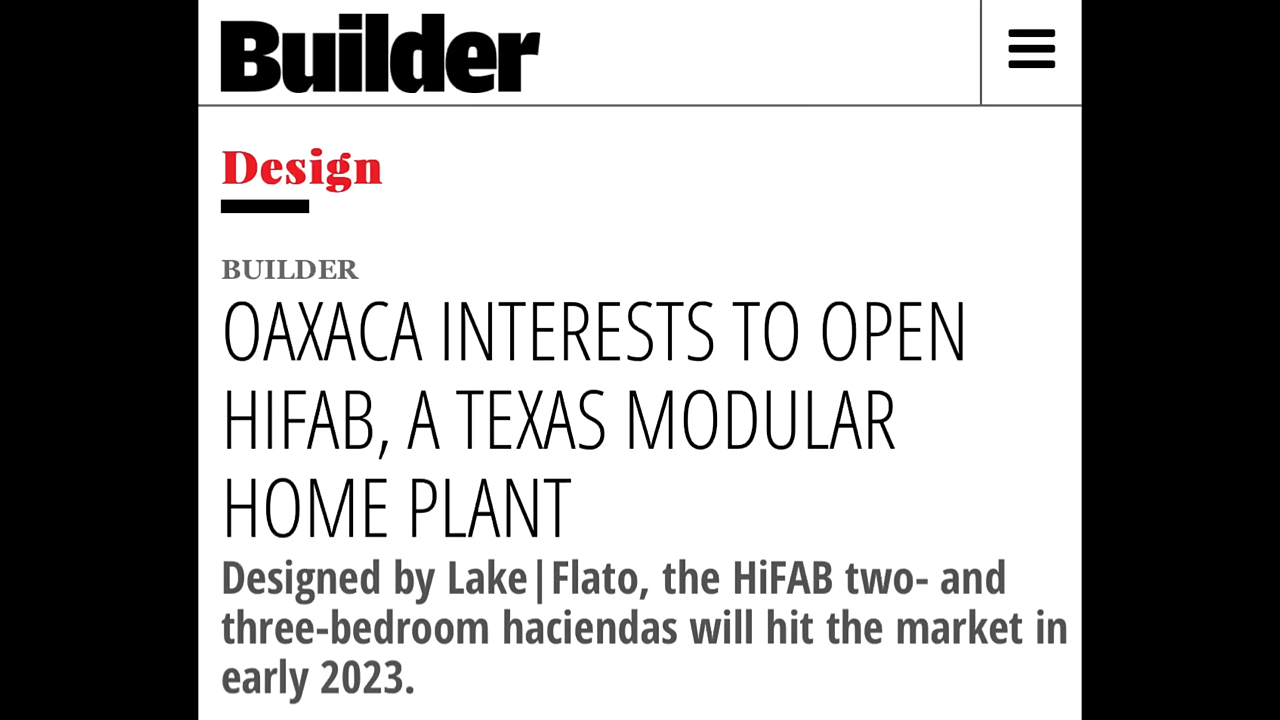 Builder
Design
BUILDER
OAXACA INTERESTS TO OPEN
HIFAB, A TEXAS MODULAR
HOME PLANT
Designed by Lake|Flato, the HiFAB two- and
three-bedroom haciendas will hit the market in
early 2023.